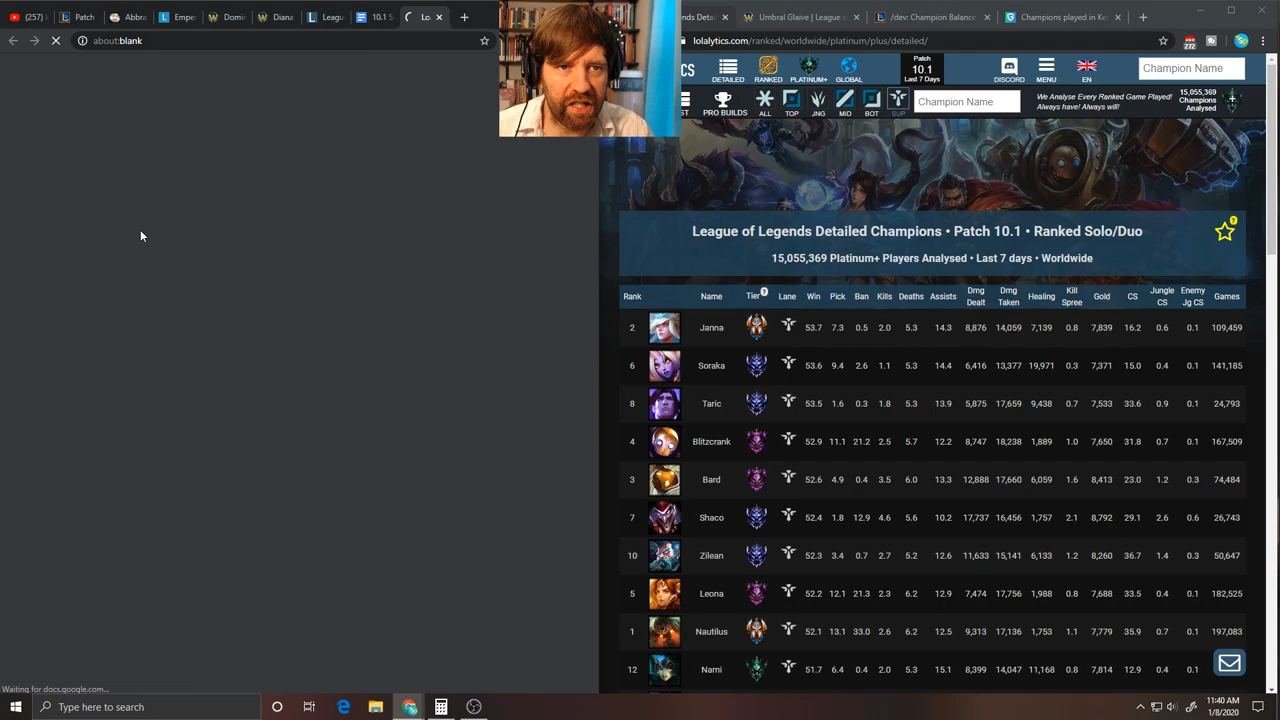 (257)
Patch
Abbra
Empe
Domin
Diana
Leagu
10.1 S
Lo
nds Deta
Umbral Glaive | League o
/dev: Champion Balance
Champions played in Ke
about:blank
lolalytics.com/ranked/worldwide/platinum/plus/detailed/
272
CS
DETAILED
RANKED
PLATINUM+
GLOBAL
Patch
10.1
Last 7 Days
DISCORD
MENU
EN
Champion Name
ST
PRO BUILDS
ALL
TOP
JNG
MID
BOT
SUP
Champion Name
We Analyse Every Ranked Game Played!
Always have! Always will!
15,055,369
Champions
Analysed
League of Legends Detailed Champions • Patch 10.1 • Ranked Solo/Duo
15,055,369 Platinum+ Players Analysed • Last 7 days • Worldwide
Rank Name Tier ? Lane Win Pick Ban Kills Deaths Assists Dmg Dealt Dmg Taken Healing Kill Spree Gold CS Jungle CS Enemy Jg CS Games
2 Janna 53.7 7.3 0.5 2.0 5.3 14.3 8,876 14,059 7,139 0.8 16.2 0.6 0.1 109,459
6 Soraka 53.6 9.4 2.6 1.1 5.3 14.4 6,416 13,377 19,971 0.3 7,371 15.0 0.4 0.1 141,185
8 Taric 53.5 1.6 0.3 1.8 5.3 13.9 5,875 17,659 9,438 0.7 7,533 33.6 0.9 0.1 24,793
4 Blitzcrank 52.9 11.1 21.2 2.5 5.7 12.2 8,747 18,238 1,889 1.0 7,650 31.8 0.7 0.1 167,509
3 Bard 52.6 4.9 0.4 3.5 6.0 13.3 12,888 17,660 6,059 1.6 8,413 23.0 1.2 0.3 74,484
7 Shaco 52.4 1.8 12.9 4.6 5.6 10.2 17,737 16,456 1,757 2.1 8,792 29.1 2.6 0.6 26,743
10 Zilean 52.3 3.4 0.7 2.7 5.2 12.6 11,633 15,141 6,133 1.2 8,260 36.7 1.4 0.3 50,647
5 Leona 52.2 12.1 21.3 2.3 6.2 12.9 7,474 17,756 1,988 0.8 33.5 0.4 0.1 182,525
1 Nautilus 52.1 13.1 33.0 2.6 6.2 12.5 9,313 17,136 1,753 1.1 7,779 35.9 0.7 0.1 197,083
12 Nami 51.7 6.4 0.4 2.0 5.3 15.1 8,399 14,047 11,168 0.8 7,814 12.9 0.4 0.1
Waiting for docs.google.com...
Type here to search
11:40 AM
1/8/2020